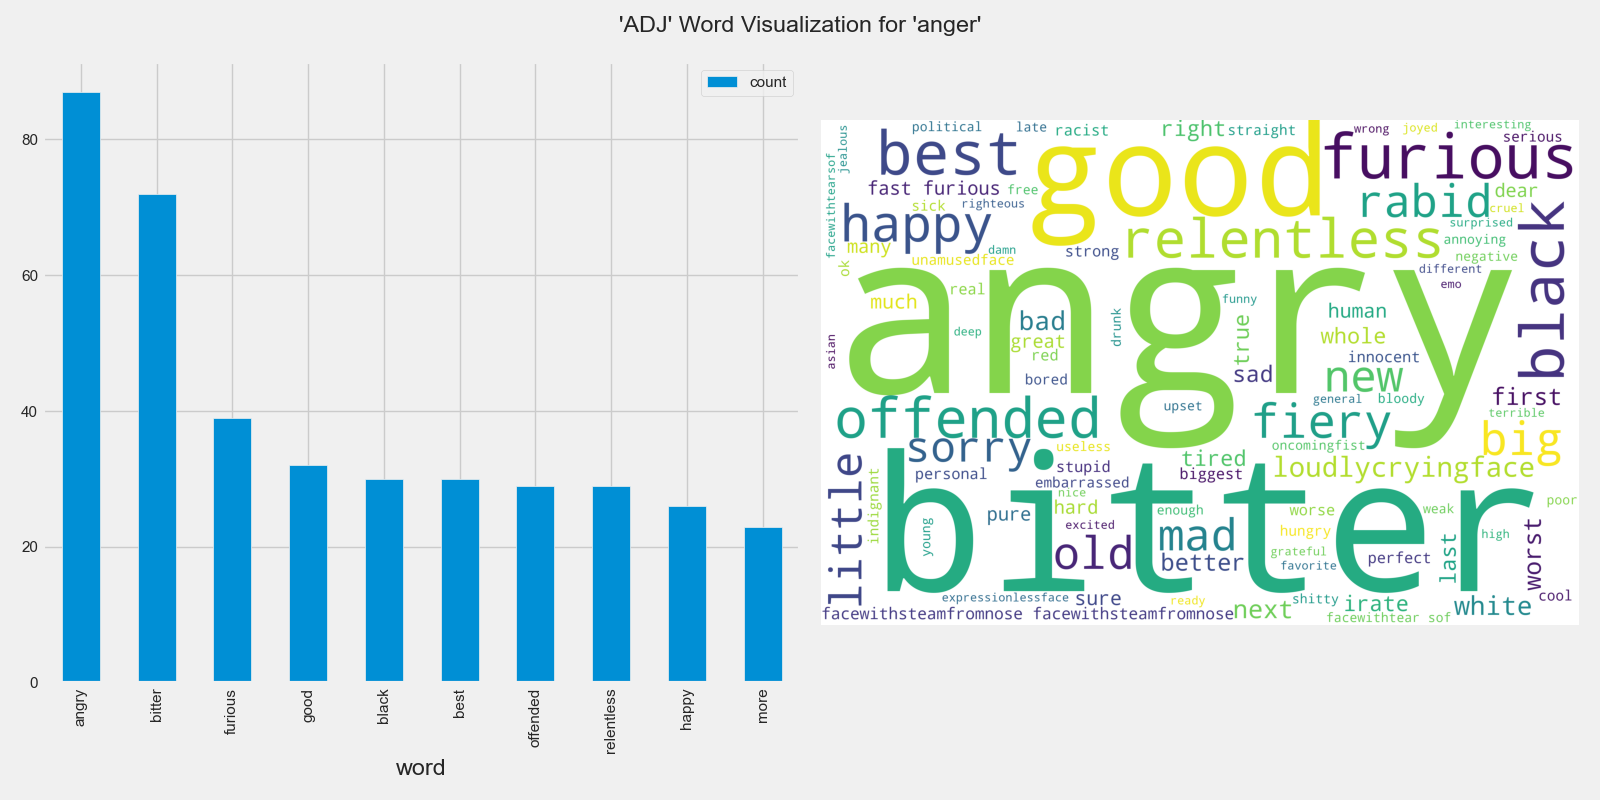 'ADJ' Word Visualization for 'anger'
count
80
60
40
20
0
angry
bitter
furious
good
black
best
offended
relentless
happy
more
word
political
late
racist
right
straight
wrong
joyed
interesting
serious
jealous
facewithtearsof
best
good
furious
fast furious
free
rabid
dear
cruel
sick
righteous
happy
relentless
surprised
annoying
negative
many
damn
strong
ok
unamusedface
black
different
emo
angry
much
real
funny
human
deep
bad
drunk
true
whole
great
red
asian
innocent
bored
sad
new
first
general
bloody
upset
terrible
offended
fiery
big
sorry
useless
oncomingfist
tired
loudlycryingface
little
personal
stupid
biggest
embarrassed
indignant
nice
bitter
poor
hard
enough
worse
weak
pure
excited
hungry
high
young
mad
worst
old
grateful
last
better
favorite
perfect
expressionlessface
sure
ready
shitty
irate
white
cool
facewithsteamfromnose facewithsteamfromnose
next
facewithtear sof